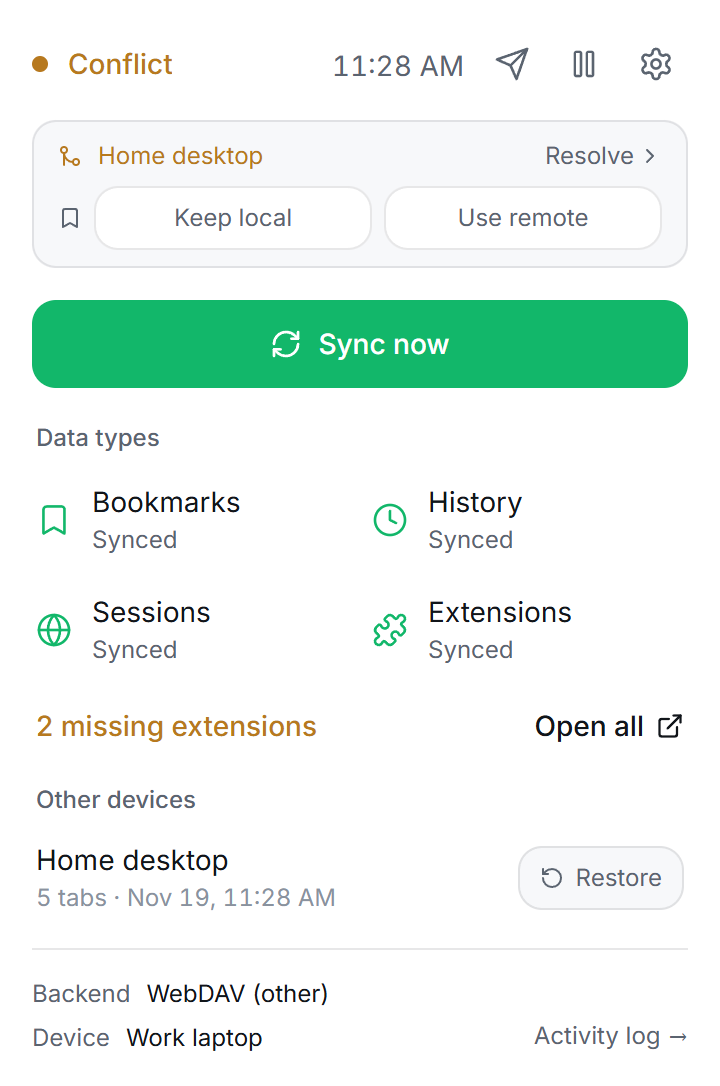 Conflict 11:28 AM
Home desktop Resolve
Keep local Use remote
Sync now
Data types
Bookmarks History
Synced Synced
Sessions Extensions
Synced Synced
2 missing extensions Open all
Other devices
Home desktop
5 tabs · Nov 19, 11:28 AM
Restore
Backend WebDAV (other)
Device Work laptop Activity log →